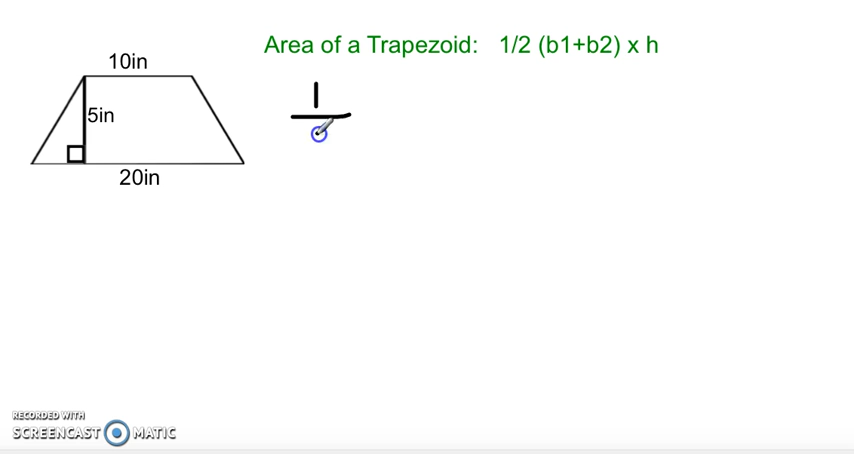 Area of a Trapezoid: 1/2 (b1+b2) x h
10in
1
5in
20in
RECORDED WITH
SCREENCAST MATIC